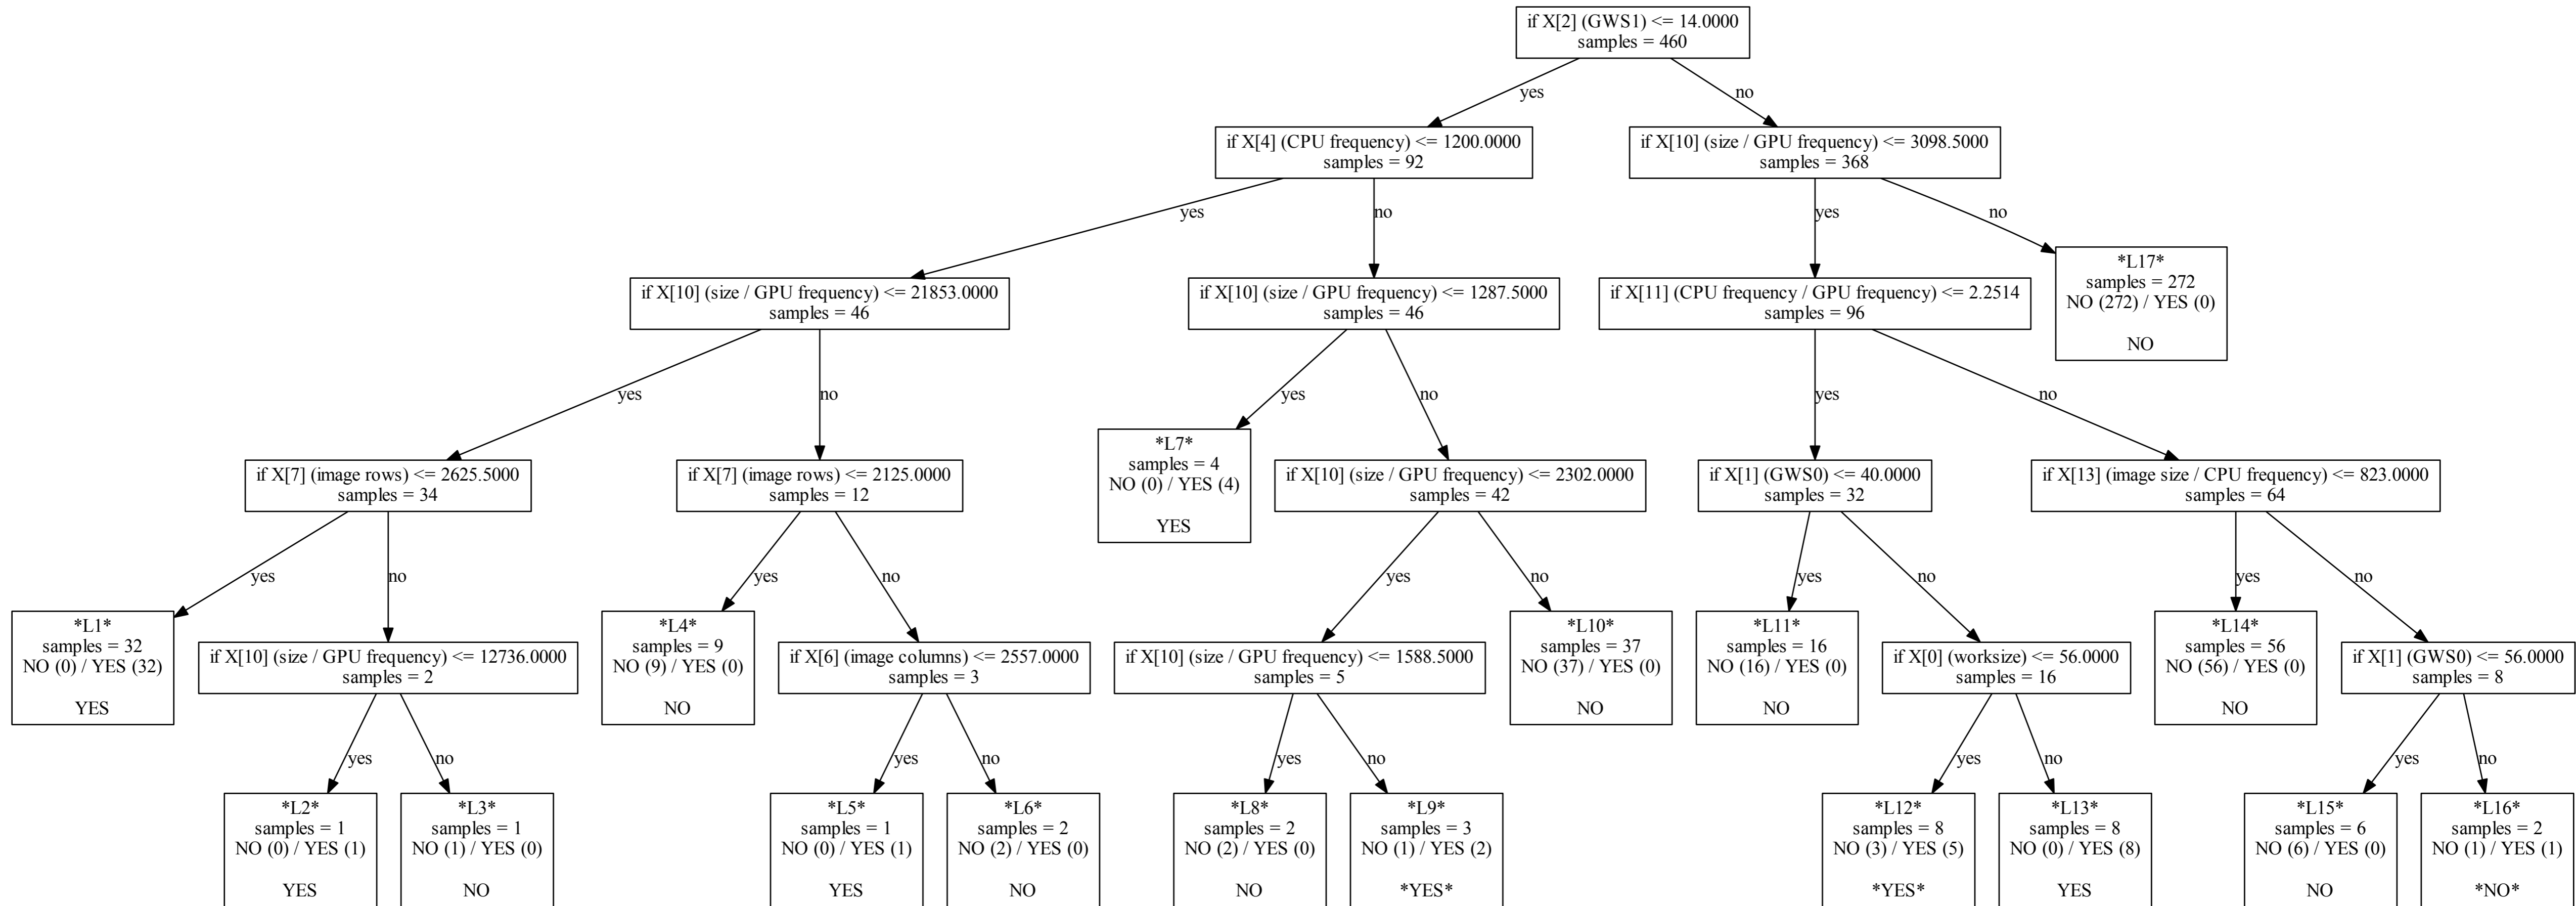 if X[2] (GWS1) <= 14.0000
samples = 460
yes
no
if X[4] (CPU frequency) <= 1200.0000
samples = 92
if X[10] (size / GPU frequency) <= 3098.5000
samples = 368
yes
no
yes
no
if X[10] (size / GPU frequency) <= 21853.0000
samples = 46
if X[10] (size / GPU frequency) <= 1287.5000
samples = 46
if X[11] (CPU frequency / GPU frequency) <= 2.2514
samples = 96
*L17*
samples = 272
NO (272) / YES (0)
NO
yes
no
yes
no
yes
no
if X[7] (image rows) <= 2625.5000
samples = 34
if X[7] (image rows) <= 2125.0000
samples = 12
*L7*
samples = 4
NO (0) / YES (4)
YES
if X[10] (size / GPU frequency) <= 2302.0000
samples = 42
if X[1] (GWS0) <= 40.0000
samples = 32
if X[13] (image size / CPU frequency) <= 823.0000
samples = 64
yes
no
yes
no
yes
no
yes
no
yes
no
*L1*
samples = 32
NO (0) / YES (32)
YES
if X[10] (size / GPU frequency) <= 12736.0000
samples = 2
*L4*
samples = 9
NO (9) / YES (0)
NO
if X[6] (image columns) <= 2557.0000
samples = 3
if X[10] (size / GPU frequency) <= 1588.5000
samples = 5
*L10*
samples = 37
NO (37) / YES (0)
NO
*L11*
samples = 16
NO (16) / YES (0)
NO
if X[0] (worksize) <= 56.0000
samples = 16
*L14*
samples = 56
NO (56) / YES (0)
NO
if X[1] (GWS0) <= 56.0000
samples = 8
yes
no
yes
no
yes
no
yes
no
yes
no
*L2*
samples = 1
NO (0) / YES (1)
YES
*L3*
samples = 1
NO (1) / YES (0)
NO
*L5*
samples = 1
NO (0) / YES (1)
YES
*L6*
samples = 2
NO (2) / YES (0)
NO
*L8*
samples = 2
NO (2) / YES (0)
NO
*L9*
samples = 3
NO (1) / YES (2)
*YES*
*L12*
samples = 8
NO (3) / YES (5)
*YES*
*L13*
samples = 8
NO (0) / YES (8)
YES
*L15*
samples = 6
NO (6) / YES (0)
NO
*L16*
samples = 2
NO (1) / YES (1)
*NO*